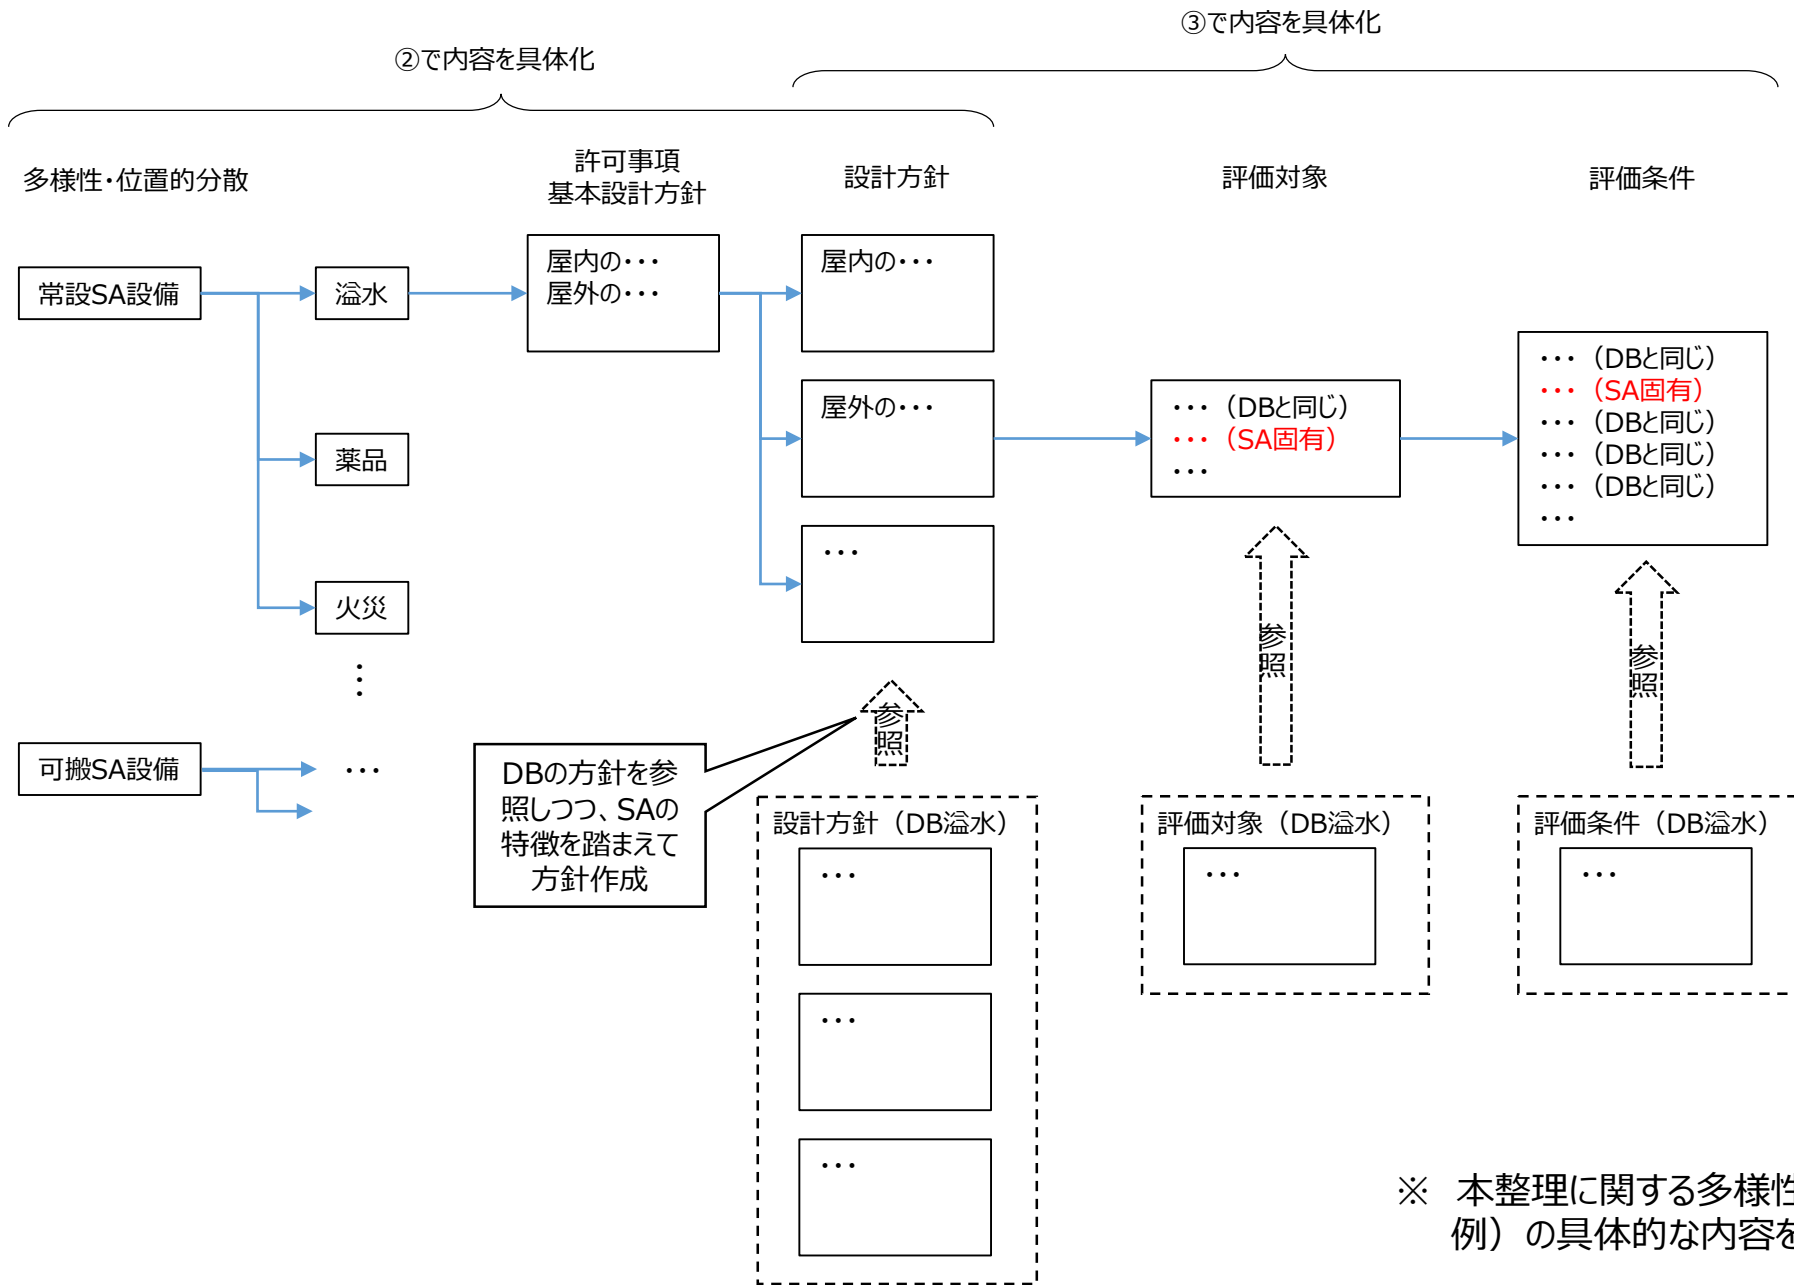 ③で内容を具体化
②で内容を具体化
多様性・位置的分散
許可事項
基本設計方針
設計方針
評価対象
評価条件
常設SA設備
溢水
屋内の・・・
屋外の・・・
屋内の・・・
屋外の・・・
・・・
薬品
火災
・・・（DBと同じ）
・・・（SA固有）
・・・
・・・（DBと同じ）
・・・（SA固有）
・・・（DBと同じ）
・・・（DBと同じ）
・・・（DBと同じ）
・・・
⋮
可搬SA設備
・・・
参照
参照
参照
DBの方針を参
照しつつ、SAの
特徴を踏まえて
方針作成
設計方針（DB溢水）
・・・
・・・
・・・
評価対象（DB溢水）
・・・
評価条件（DB溢水）
・・・
※ 本整理に関する多様性
例）の具体的な内容を